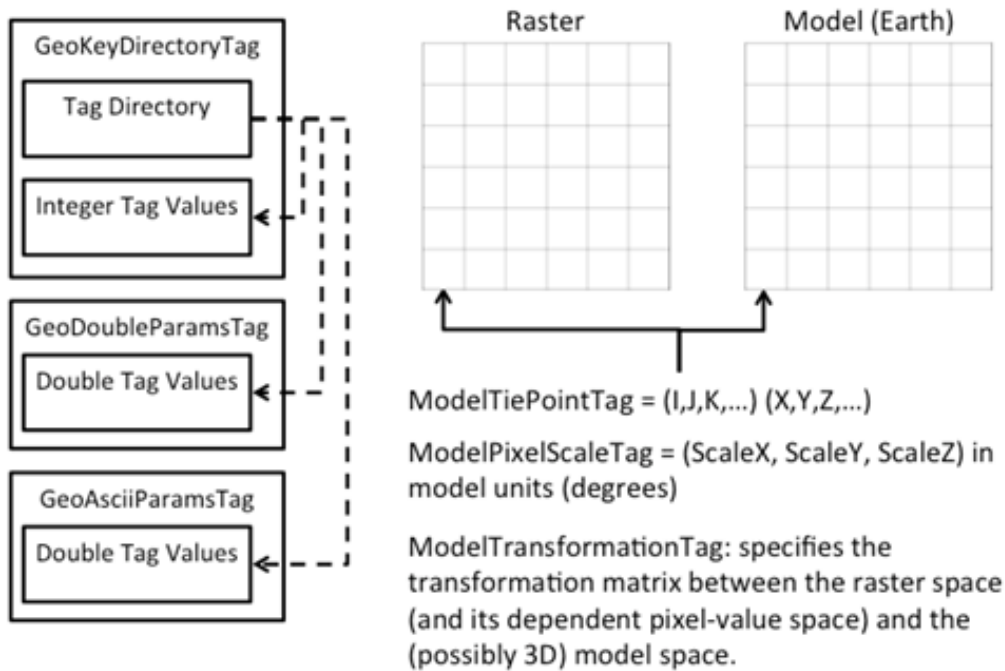 GeoKeyDirectoryTag
Tag Directory
Integer Tag Values
GeoDoubleParamsTag
Double Tag Values
GeoAsciiParamsTag
Double Tag Values
Raster
Model (Earth)
ModelTiePointTag = (I,J,K,...) (X,Y,Z,...)
ModelPixelScaleTag = (ScaleX, ScaleY, ScaleZ) in
model units (degrees)
ModelTransformationTag: specifies the
transformation matrix between the raster space
(and its dependent pixel-value space) and the
(possibly 3D) model space.